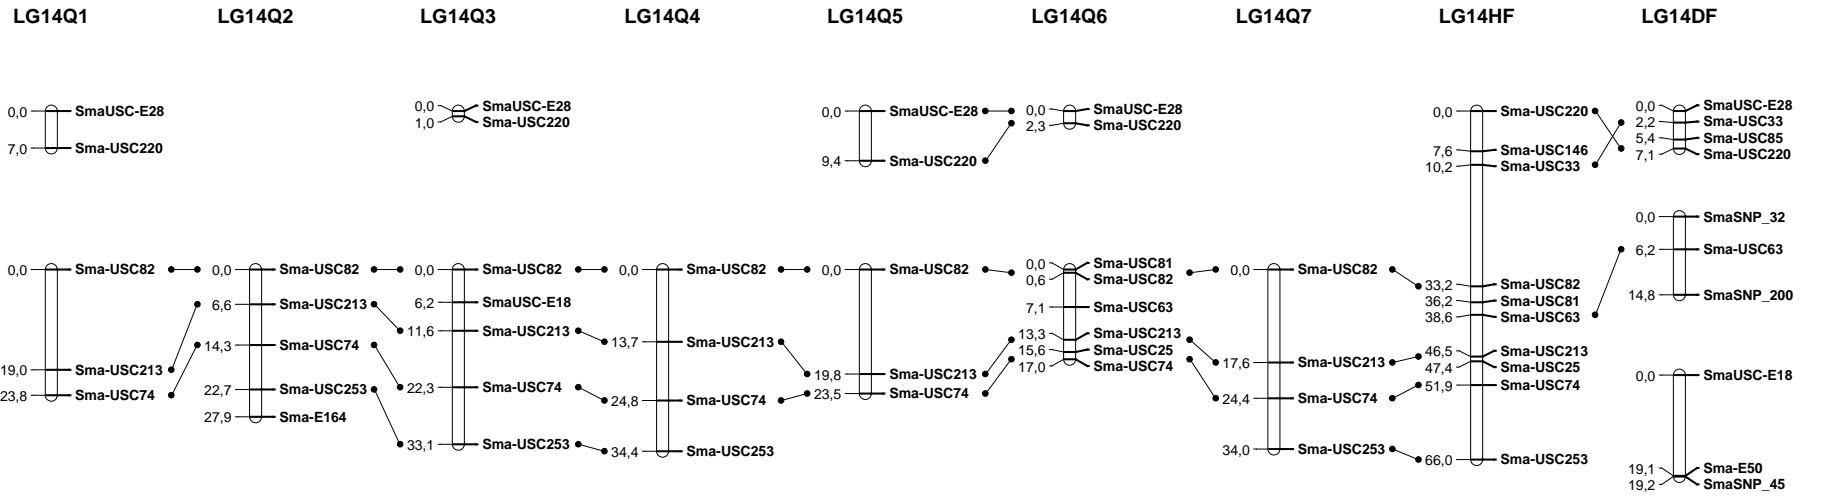 LG14Q1 LG14Q2 LG14Q3 LG14Q4 LG14Q5 LG14Q6 LG14Q7 LG14HF LG14DF
0,0 SmaUSC-E28
7,0 Sma-USC220
0,0 Sma-USC82
19,0 Sma-USC213
23,8 Sma-USC74
0,0 Sma-USC82
6,6 Sma-USC213
14,3 Sma-USC74
22,7 Sma-USC253
27,9 Sma-E164
0,0 SmaUSC-E28
1,0 Sma-USC220
0,0 Sma-USC82
6,2 SmaUSC-E18
11,6 Sma-USC213
22,3 Sma-USC74
33,1 Sma-USC253
0,0 Sma-USC82
13,7 Sma-USC213
24,8 Sma-USC74
34,4 Sma-USC253
0,0 SmaUSC-E28
9,4 Sma-USC220
0,0 Sma-USC82
19,8 Sma-USC213
23,5 Sma-USC74
0,0 SmaUSC-E28
2,3 Sma-USC220
0,0 Sma-USC81
0,6 Sma-USC82
7,1 Sma-USC63
13,3 Sma-USC213
15,6 Sma-USC25
17,0 Sma-USC74
0,0 Sma-USC82
17,6 Sma-USC213
24,4 Sma-USC74
34,0 Sma-USC253
0,0 Sma-USC220
7,6 Sma-USC146
10,2 Sma-USC33
33,2 Sma-USC82
36,2 Sma-USC81
38,6 Sma-USC63
46,5 Sma-USC213
47,4 Sma-USC25
51,9 Sma-USC74
66,0 Sma-USC253
0,0 SmaUSC-E28
2,2 Sma-USC33
5,4 Sma-USC85
7,1 Sma-USC220
0,0 SmaSNP_32
6,2 Sma-USC63
14,8 SmaSNP_200
0,0 SmaUSC-E18
19,1 Sma-E50
19,2 SmaSNP_45